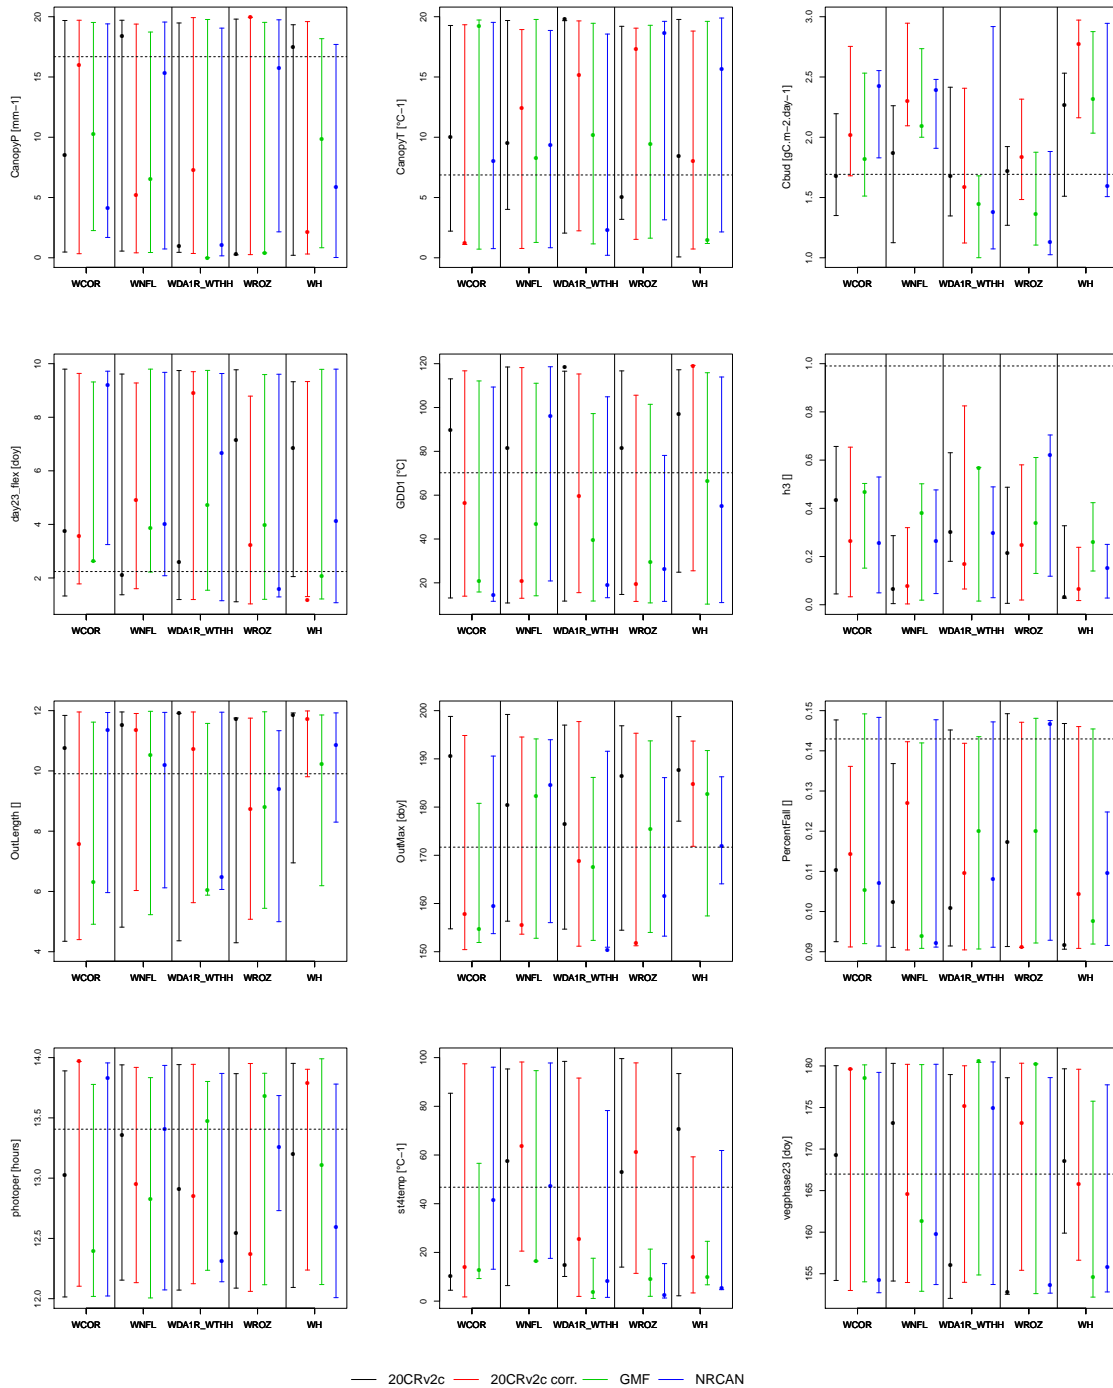 CanopyP [mm−1]
0 5 10 15 20
WCOR WNFL WDA1R_WTHH WROZ WH
CanopyT [°C−1]
0 5 10 15 20
WCOR WNFL WDA1R_WTHH WROZ WH
Cbud [gC.m−2.day−1]
1.0 1.5 2.0 2.5 3.0
WCOR WNFL WDA1R_WTHH WROZ WH
day23_flex [doy]
2 4 6 8 10
WCOR WNFL WDA1R_WTHH WROZ WH
GDD1 [°C]
20 40 60 80 100 120
WCOR WNFL WDA1R_WTHH WROZ WH
h3 []
0.0 0.2 0.4 0.6 0.8 1.0
WCOR WNFL WDA1R_WTHH WROZ WH
OutLength []
4 6 8 10 12
WCOR WNFL WDA1R_WTHH WROZ WH
OutMax [doy]
150 160 170 180 190 200
WCOR WNFL WDA1R_WTHH WROZ WH
PercentFall []
0.09 0.10 0.11 0.12 0.13 0.14 0.15
WCOR WNFL WDA1R_WTHH WROZ WH
photoper [hours]
12.0 12.5 13.0 13.5 14.0
WCOR WNFL WDA1R_WTHH WROZ WH
st4temp [°C−1]
0 20 40 60 80 100
WCOR WNFL WDA1R_WTHH WROZ WH
vegphase23 [doy]
155 160 165 170 175 180
WCOR WNFL WDA1R_WTHH WROZ WH
20CRv2c 20CRv2c corr. GMF NRCAN